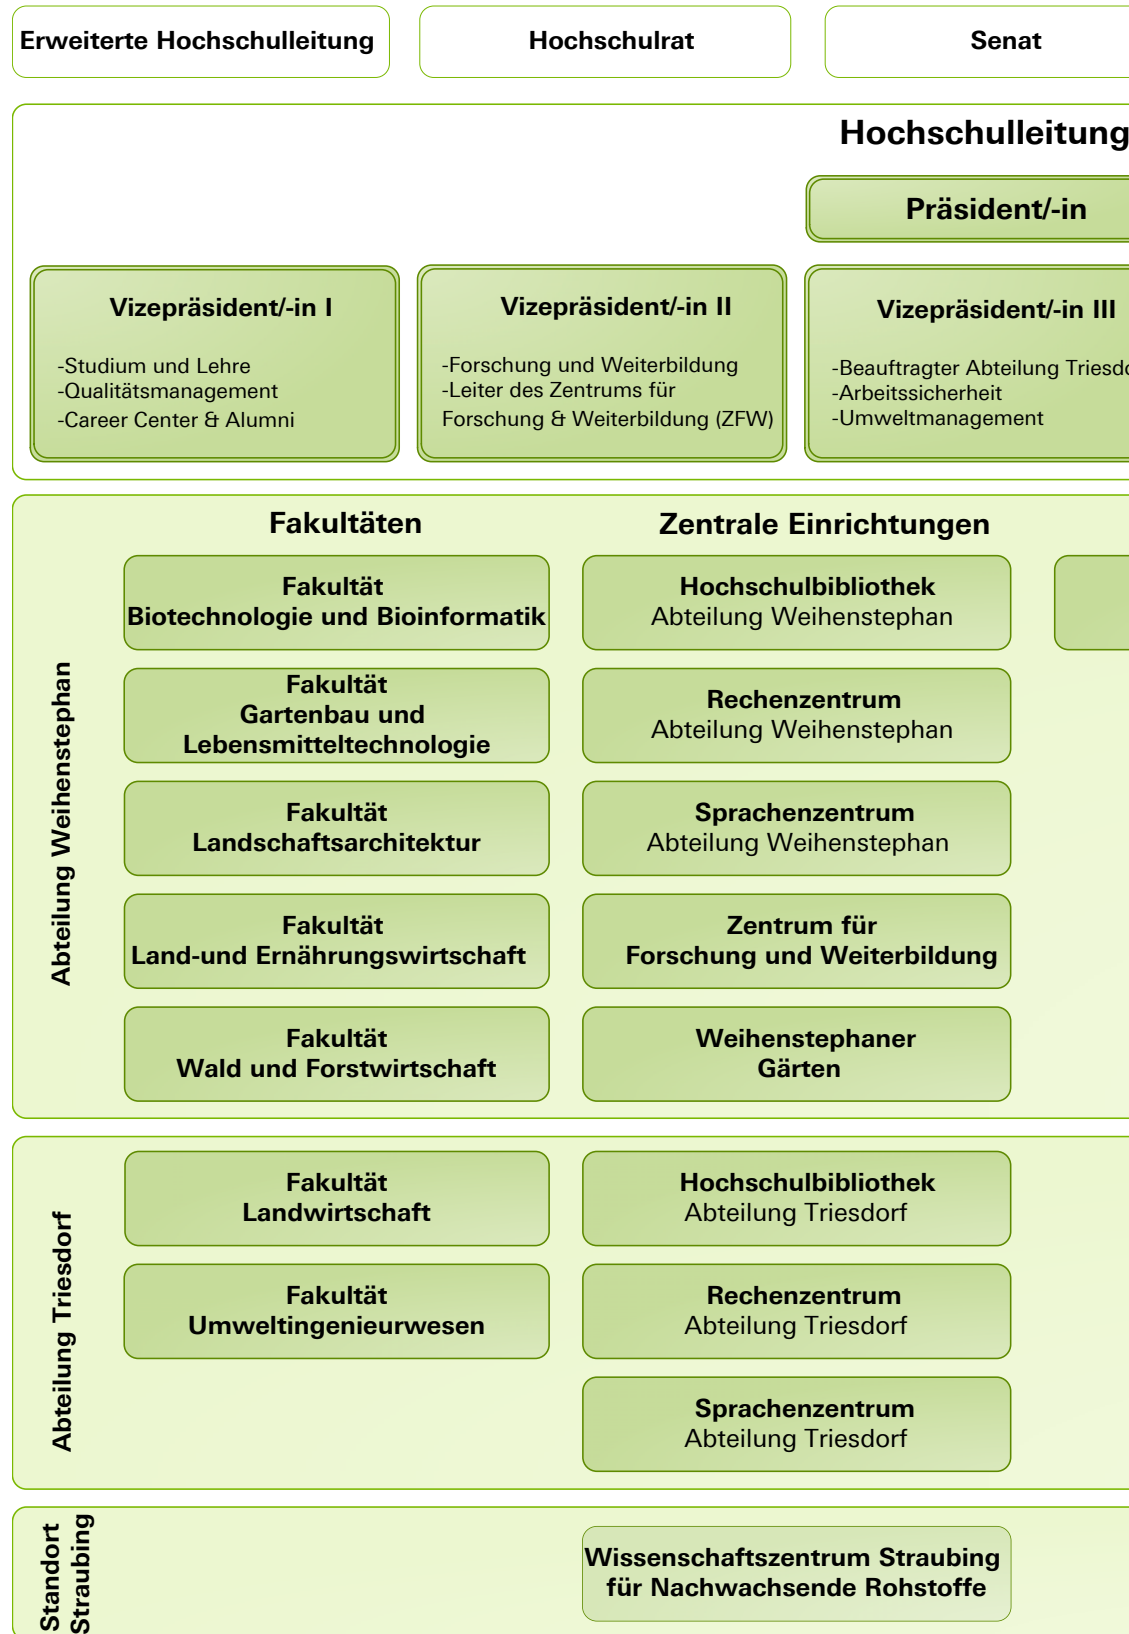 Erweiterte Hochschulleitung
Hochschulrat
Senat
Hochschulleitung
Präsident/-in
Vizepräsident/-in I
-Studium und Lehre
-Qualitätsmanagement
-Career Center & Alumni
Vizepräsident/-in II
-Forschung und Weiterbildung
-Leiter des Zentrums für
Forschung & Weiterbildung (ZFW)
Vizepräsident/-in III
-Beauftragter Abteilung
-Arbeitssicherheit
-Umweltmanagement
Abteilung Weihenstephan
Fakultäten
Fakultät
Biotechnologie und Bioinformatik
Fakultät
Gartenbau und
Lebensmitteltechnologie
Fakultät
Landschaftsarchitektur
Fakultät
Land-und Ernährungswirtschaft
Fakultät
Wald und Forstwirtschaft
Zentrale Einrichtungen
Hochschulbibliothek
Abteilung Weihenstephan
Rechenzentrum
Abteilung Weihenstephan
Sprachenzentrum
Abteilung Weihenstephan
Zentrum für
Forschung und Weiterbildung
Weihenstephaner
Gärten
Abteilung Triesdorf
Fakultät
Landwirtschaft
Fakultät
Umweltingenieurwesen
Hochschulbibliothek
Abteilung Triesdorf
Rechenzentrum
Abteilung Triesdorf
Sprachenzentrum
Abteilung Triesdorf
Standort
Straubing
Wissenschaftszentrum Straubing
für Nachwachsende Rohstoffe